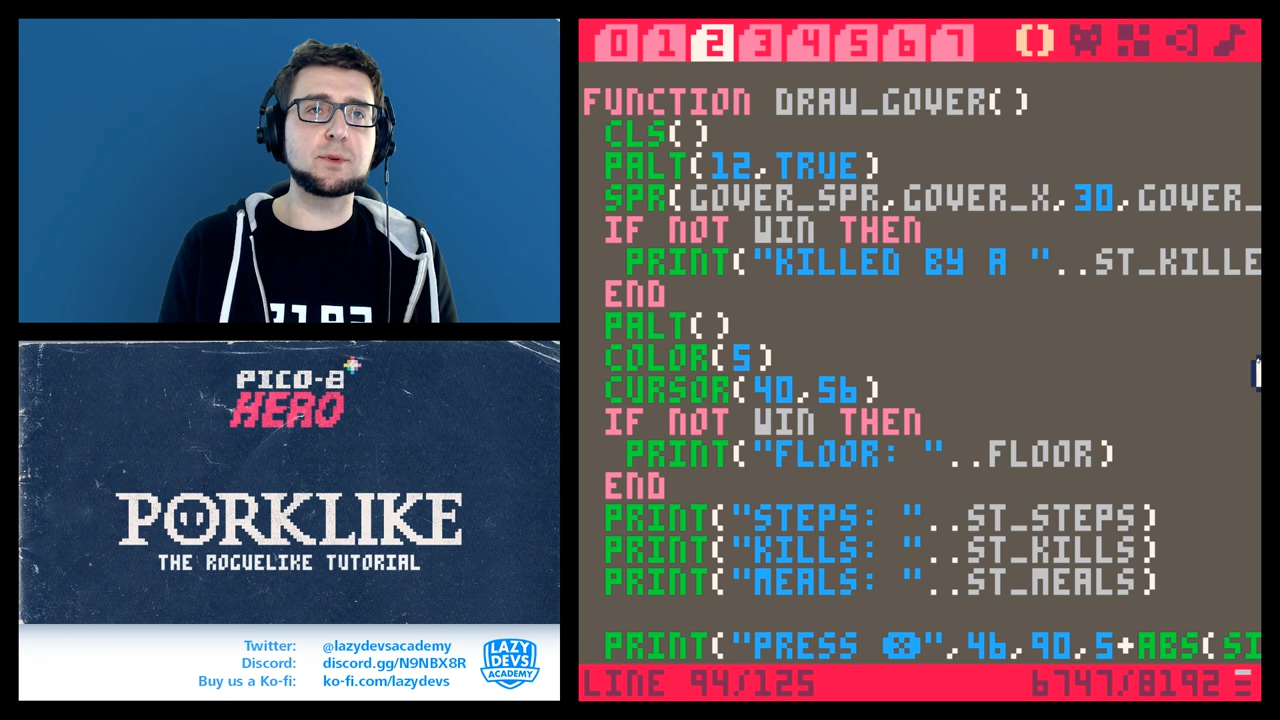 8192
PICO-8
HERO
PORKLIKE
THE ROGUELIKE TUTORIAL
Twitter: @lazydevsacademy
Discord: discord.gg/N9NBX8R
Buy us a Ko-fi: ko-fi.com/lazydevs
LAZY
DEVS
ACADEMY
0 1 2 3 4 5 6 7 ()
FUNCTION DRAW_GOVER()
CLS()
PALT(12,TRUE)
SPR(GOVER_SPR,GOVER_X,30,GOVER_
IF NOT WIN THEN
PRINT("KILLED BY A "..ST_KILLE
END
PALT()
COLOR(5)
CURSOR(40,56)
IF NOT WIN THEN
PRINT("FLOOR: "..FLOOR)
END
PRINT("STEPS: "..ST_STEPS)
PRINT("KILLS: "..ST_KILLS)
PRINT("MEALS: "..ST_MEALS)
PRINT("PRESS ❎",46,90,5+ABS(SI
LINE 94/125
6747/8192